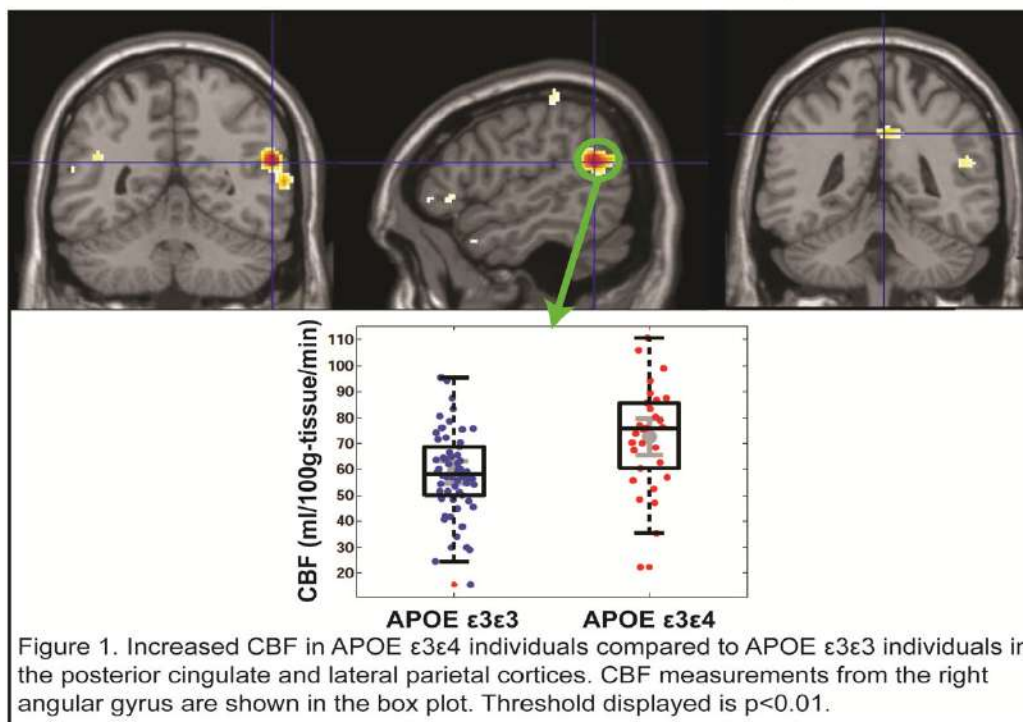 CBF (ml/100g-tissue/min)
110
100
90
80
70
60
50
40
30
20
APOE ε3ε3 APOE ε3ε4
Figure 1. Increased CBF in APOE ε3ε4 individuals compared to APOE ε3ε3 individuals in
the posterior cingulate and lateral parietal cortices. CBF measurements from the right
angular gyrus are shown in the box plot. Threshold displayed is p<0.01.